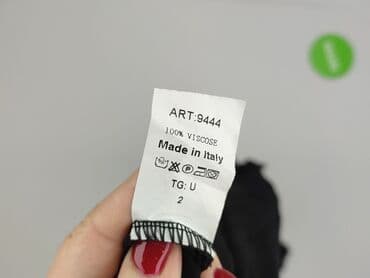 ART:9444
100% VISCOSE
Made in Italy
TG: U
2